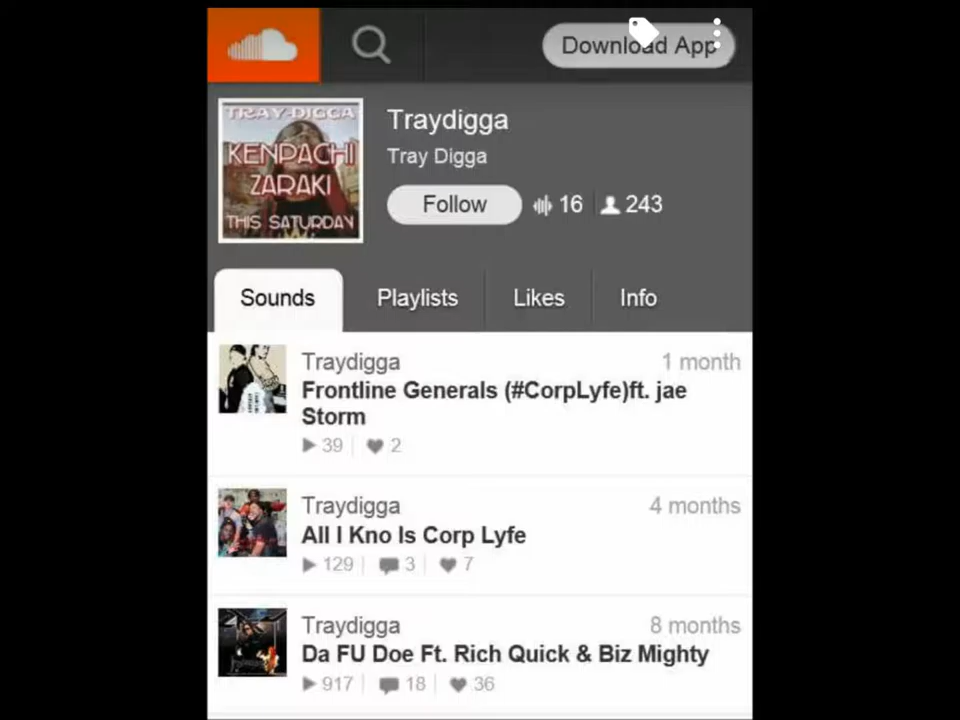 Download App
TRAY-DIGGA
KENPACHI
ZARAKI
THIS SATURDAY
Traydigga
Tray Digga
Follow 16 243
Sounds Playlists Likes Info
Traydigga 1 month
Frontline Generals (#CorpLyfe)ft. jae
Storm
39 2
Traydigga 4 months
All I Kno Is Corp Lyfe
129 3 7
Traydigga 8 months
Da FU Doe Ft. Rich Quick & Biz Mighty
917 18 36